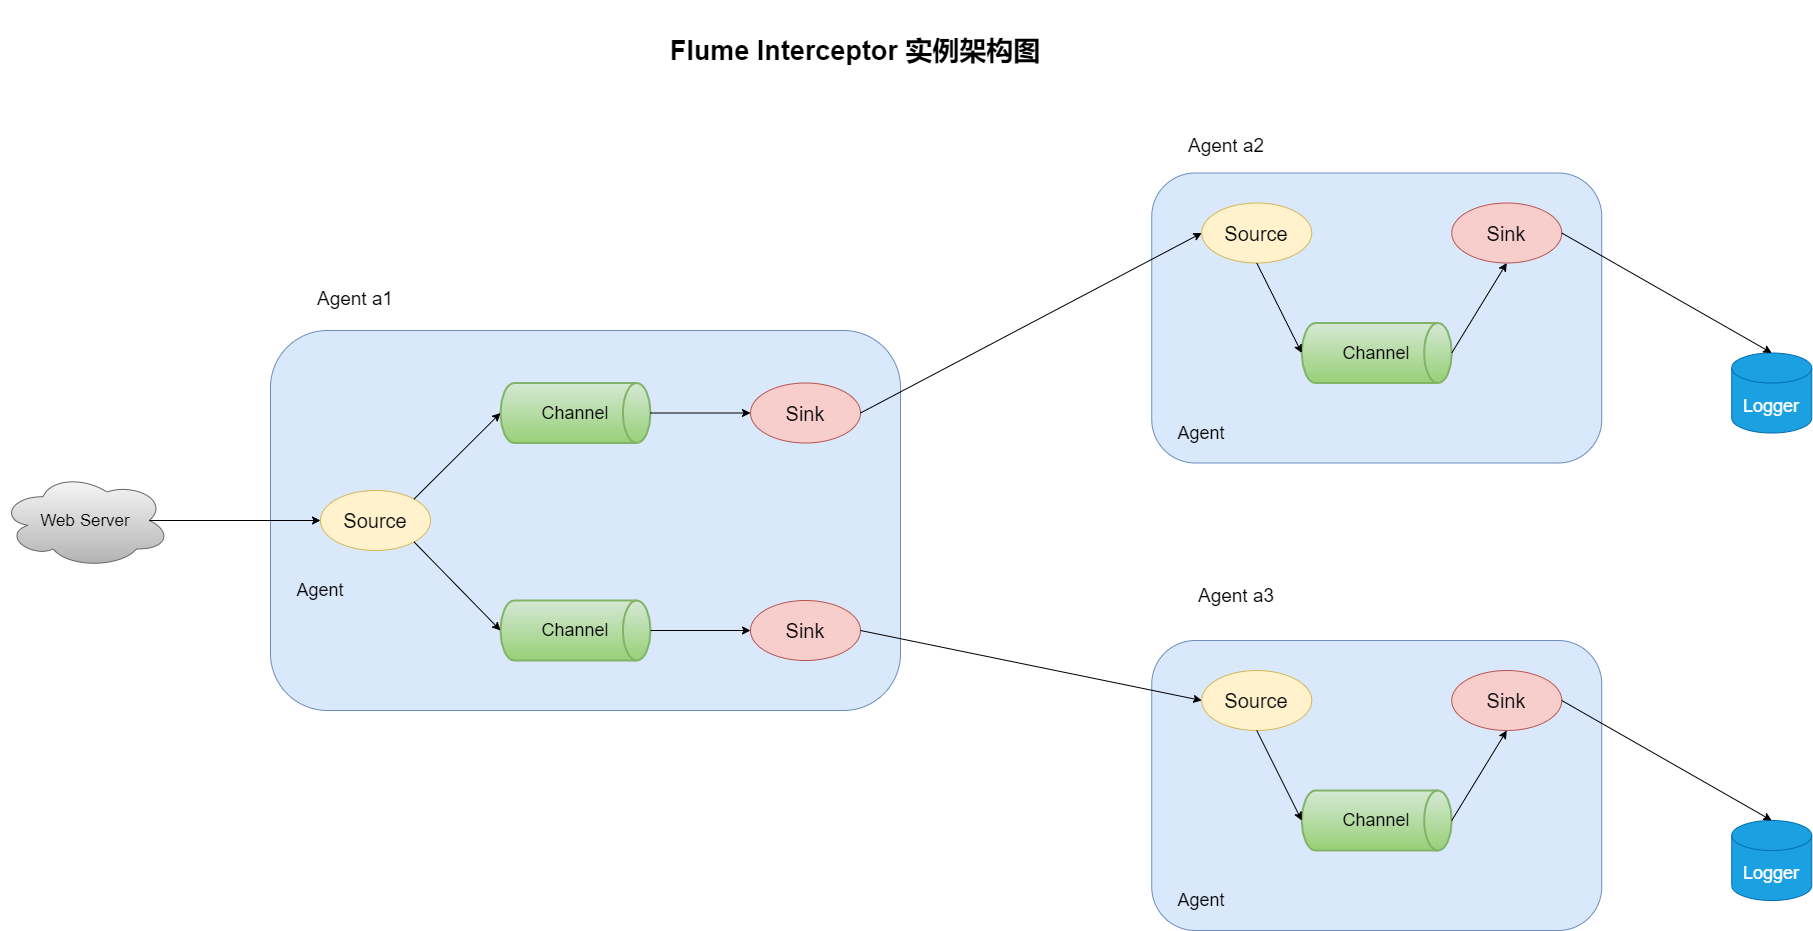 Flume Interceptor 实例架构图
Agent a1
Web Server
Source
Channel
Sink
Channel
Sink
Agent
Agent a2
Source
Sink
Channel
Agent
Logger
Agent a3
Source
Sink
Channel
Agent
Logger